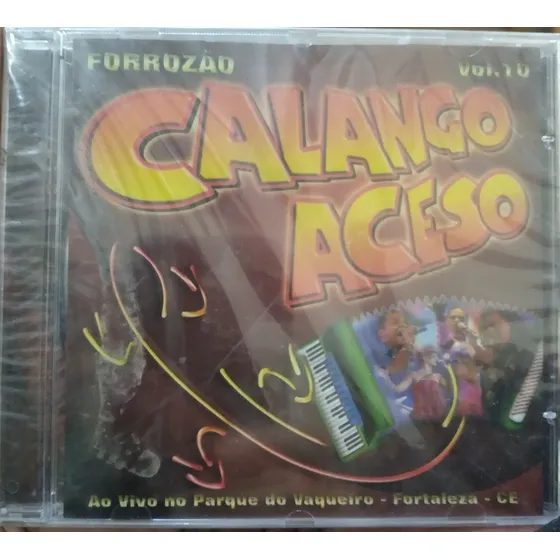 FORROZÃO
Vol.10
CALANGO
ACESO
Ao Vivo no Parque do Vaqueiro - Fortaleza - CE